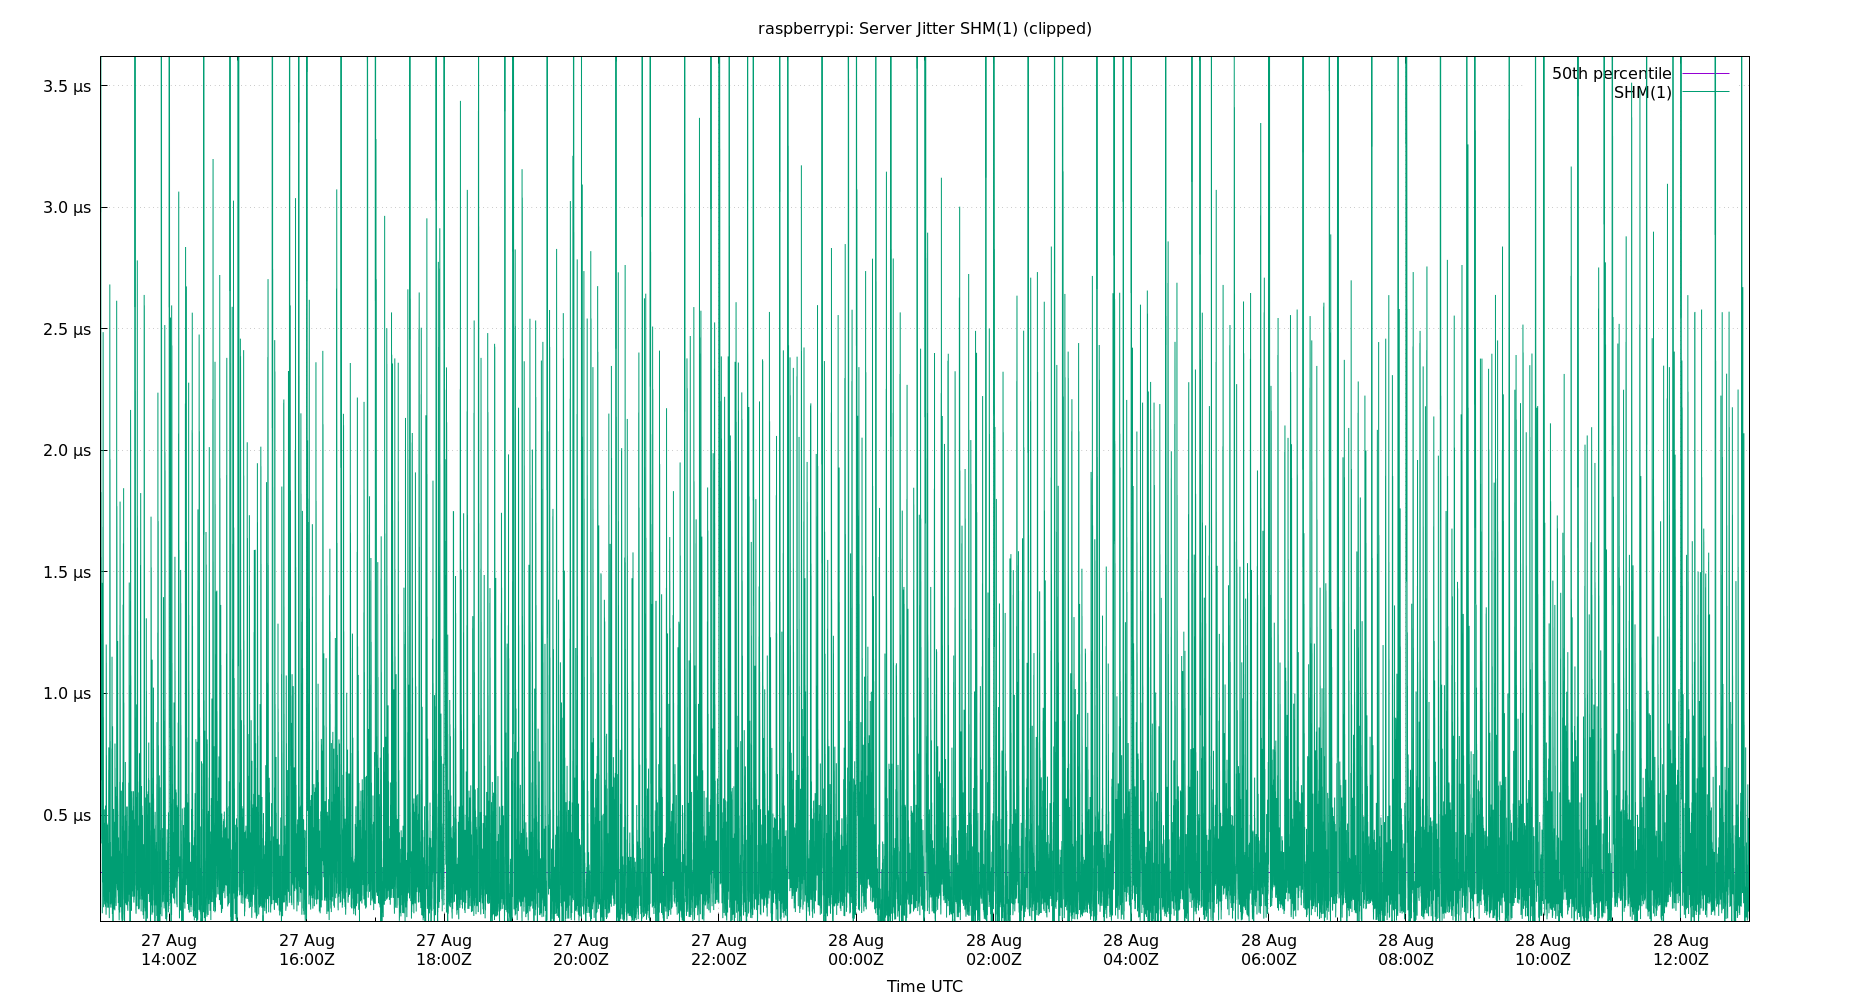 raspberrypi: Server Jitter SHM(1) (clipped)
50th percentile
SHM(1)
3.5 µs
3.0 µs
2.5 µs
2.0 µs
1.5 µs
1.0 µs
0.5 µs
27 Aug 27 Aug 27 Aug 27 Aug 27 Aug 28 Aug 28 Aug 28 Aug 28 Aug 28 Aug 28 Aug 28 Aug
14:00Z 16:00Z 18:00Z 20:00Z 22:00Z 00:00Z 02:00Z 04:00Z 06:00Z 08:00Z 10:00Z 12:00Z
Time UTC